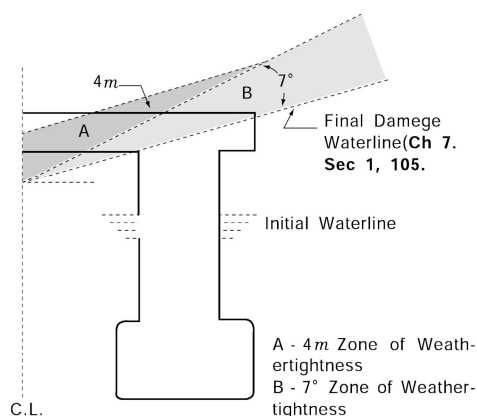 4m
7°
B
A
Final Damege
Waterline(Ch 7.
Sec 1, 105.
Initial Waterline
A - 4m Zone of Weath-
ertightness
B - 7° Zone of Weather-
tightness
C.L.